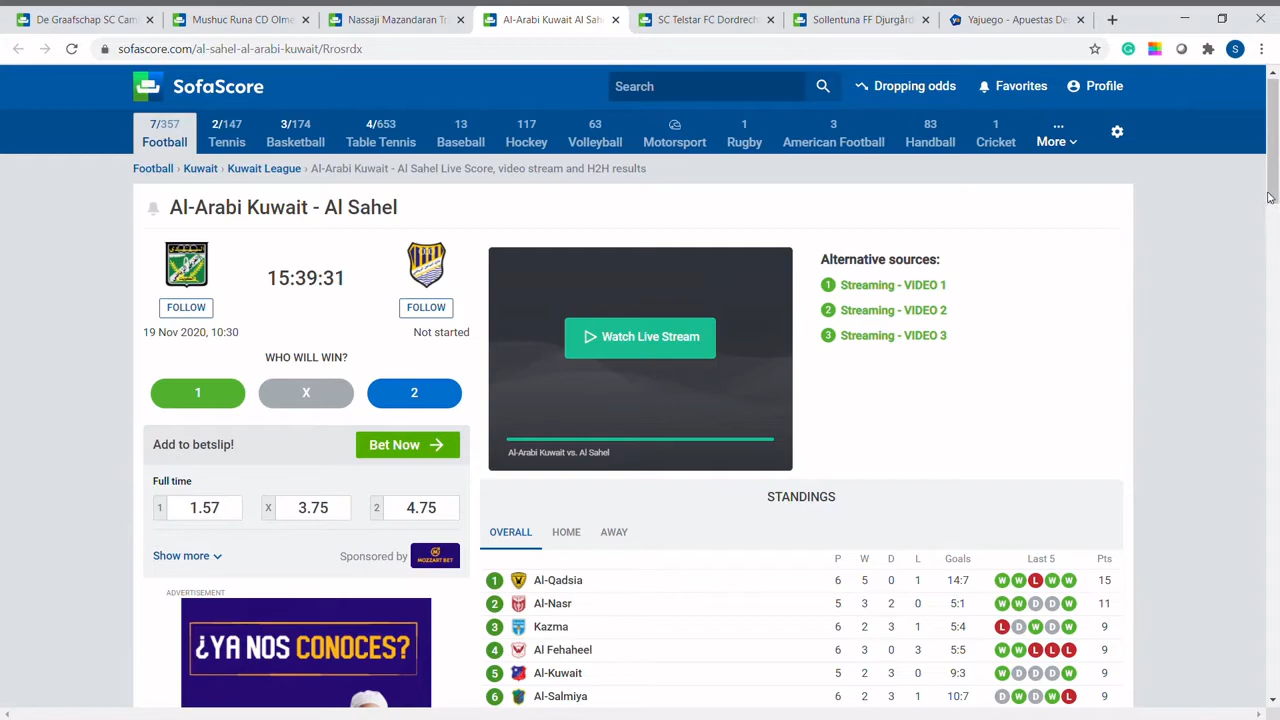 De Graafschap SC Cam
Mushuc Runa CD Olme
Nassaji Mazandaran Tr
Al-Arabi Kuwait Al Sah
SC Telstar FC Dordrech
Sollentuna FF Djurgård
Yajuego - Apuestas De
sofascore.com/al-sahel-al-arabi-kuwait/Rrosrdx
S
SofaScore
Search
Dropping odds
Favorites
Profile
7/357 2/147 3/174 4/653 13 117 63 1 3 83 1 ...
Football Tennis Basketball Table Tennis Baseball Hockey Volleyball Motorsport Rugby American Football Handball Cricket More
Football › Kuwait › Kuwait League › Al-Arabi Kuwait - Al Sahel Live Score, video stream and H2H results
Al-Arabi Kuwait - Al Sahel
15:39:31
FOLLOW FOLLOW
19 Nov 2020, 10:30 Not started
WHO WILL WIN?
1 X 2
Add to betslip! Bet Now
Full time
1 1.57 X 3.75 2 4.75
Show more Sponsored by MOZZART BET
ADVERTISEMENT
¿YA NOS CONOCES?
Watch Live Stream
Al-Arabi Kuwait vs. Al Sahel
Alternative sources:
1 Streaming - VIDEO 1
2 Streaming - VIDEO 2
3 Streaming - VIDEO 3
STANDINGS
OVERALL HOME AWAY
P W D L Goals Last 5 Pts
1 Al-Qadsia 6 5 0 1 14:7 W W L W W 15
2 Al-Nasr 5 3 2 0 5:1 W W D D W 11
3 Kazma 6 2 3 1 5:4 L D W D W 9
4 Al Fehaheel 6 3 0 3 5:5 W W L L L 9
5 Al-Kuwait 5 2 3 0 9:3 W D D D W 9
6 Al-Salmiya 6 2 3 1 10:7 D W D W L 9